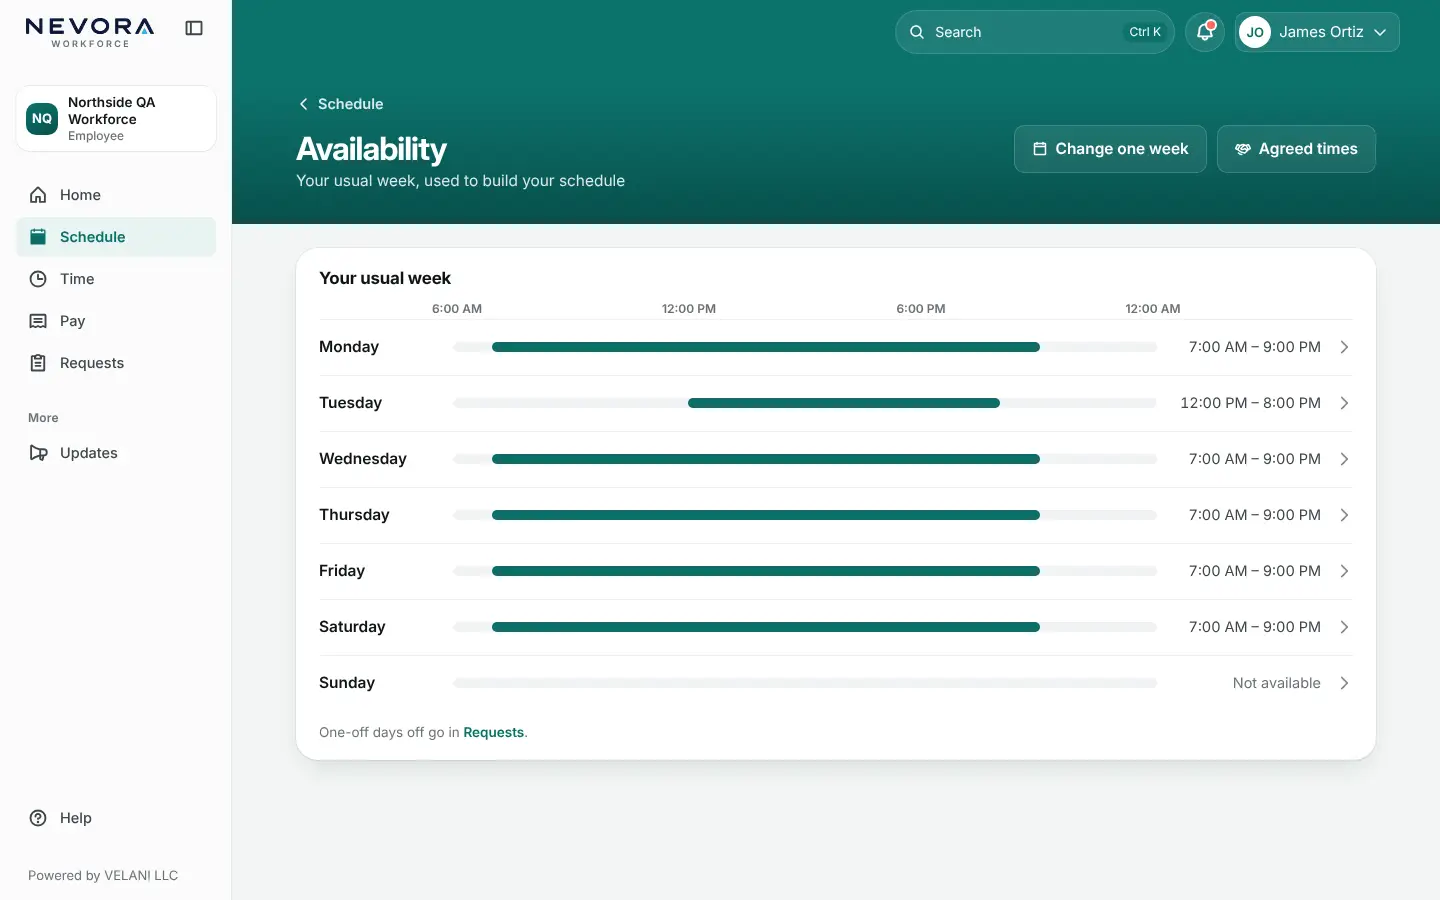 NEVORA
WORKFORCE
Search
Ctrl K
JO
James Ortiz
NQ
Northside QA
Workforce
Employee
Home
Schedule
Time
Pay
Requests
More
Updates
Help
Powered by VELANI LLC
Schedule
Availability
Your usual week, used to build your schedule
Change one week
Agreed times
Your usual week
6:00 AM 12:00 PM 6:00 PM 12:00 AM
Monday 7:00 AM – 9:00 PM
Tuesday 12:00 PM – 8:00 PM
Wednesday 7:00 AM – 9:00 PM
Thursday 7:00 AM – 9:00 PM
Friday 7:00 AM – 9:00 PM
Saturday 7:00 AM – 9:00 PM
Sunday Not available
One-off days off go in Requests.